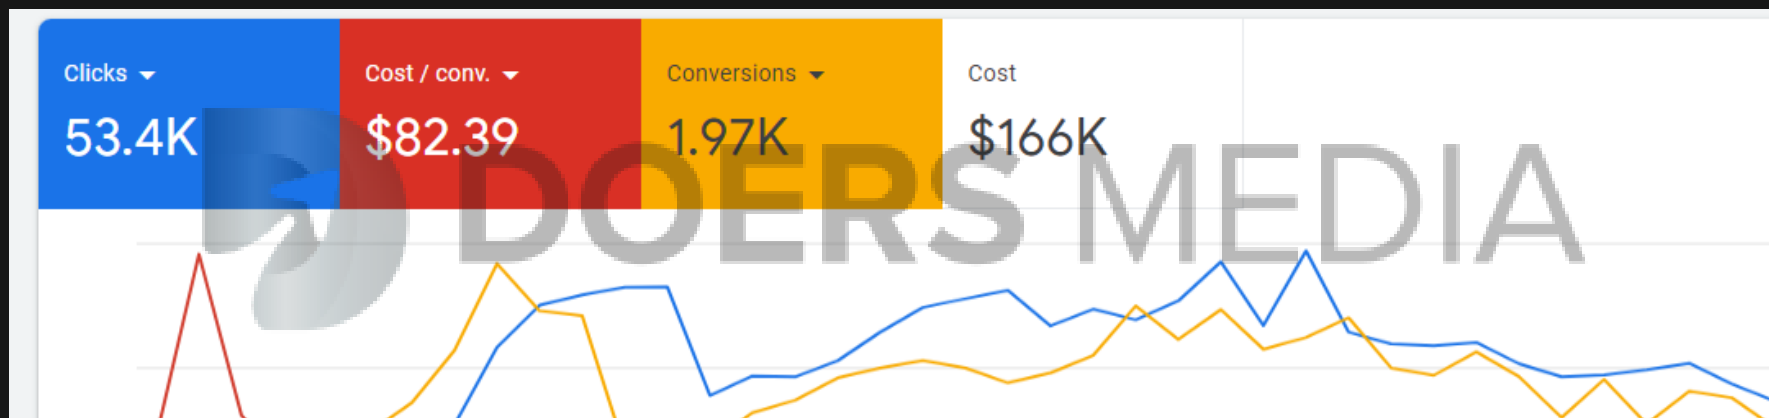 Clicks Cost / conv. Conversions Cost
53.4K $82.39 1.97K $166K
DOERS MEDIA